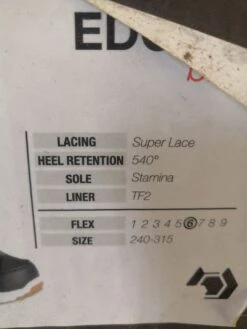 LACING Super Lace
HEEL RETENTION 540°
SOLE Stamina
LINER TF2
FLEX 1 2 3 4 5 6 7 8 9
SIZE 240-315